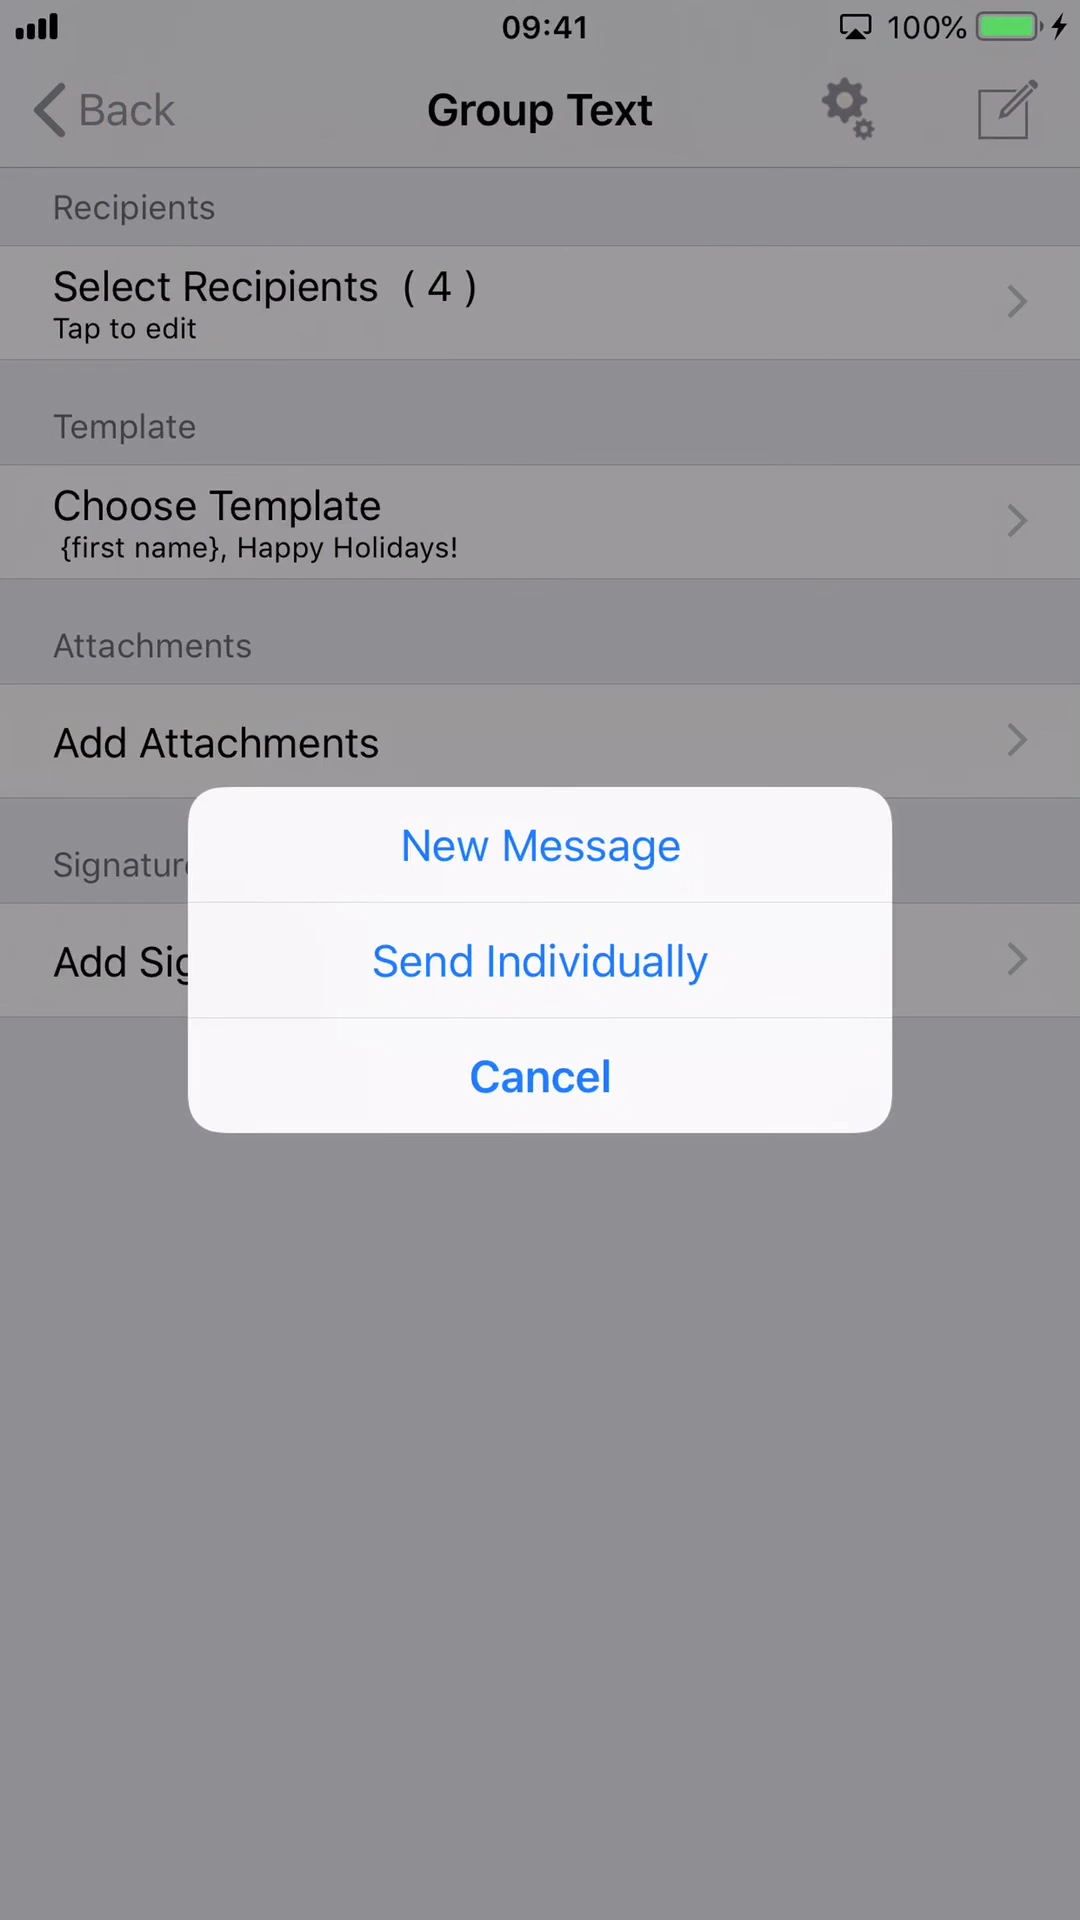 09:41
100%
Back
Group Text
Recipients
Select Recipients ( 4 )
Tap to edit
Template
Choose Template
{first name}, Happy Holidays!
Attachments
Add Attachments
New Message
Signatur
Send Individually
Add Sig
Cancel